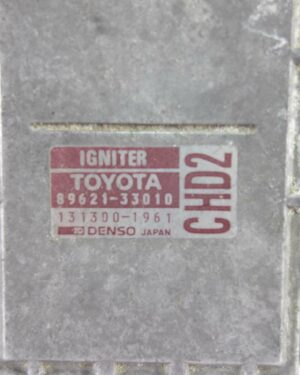 IGNITER
TOYOTA
89621-33010
131300-1961
DENSO JAPAN
CHD2